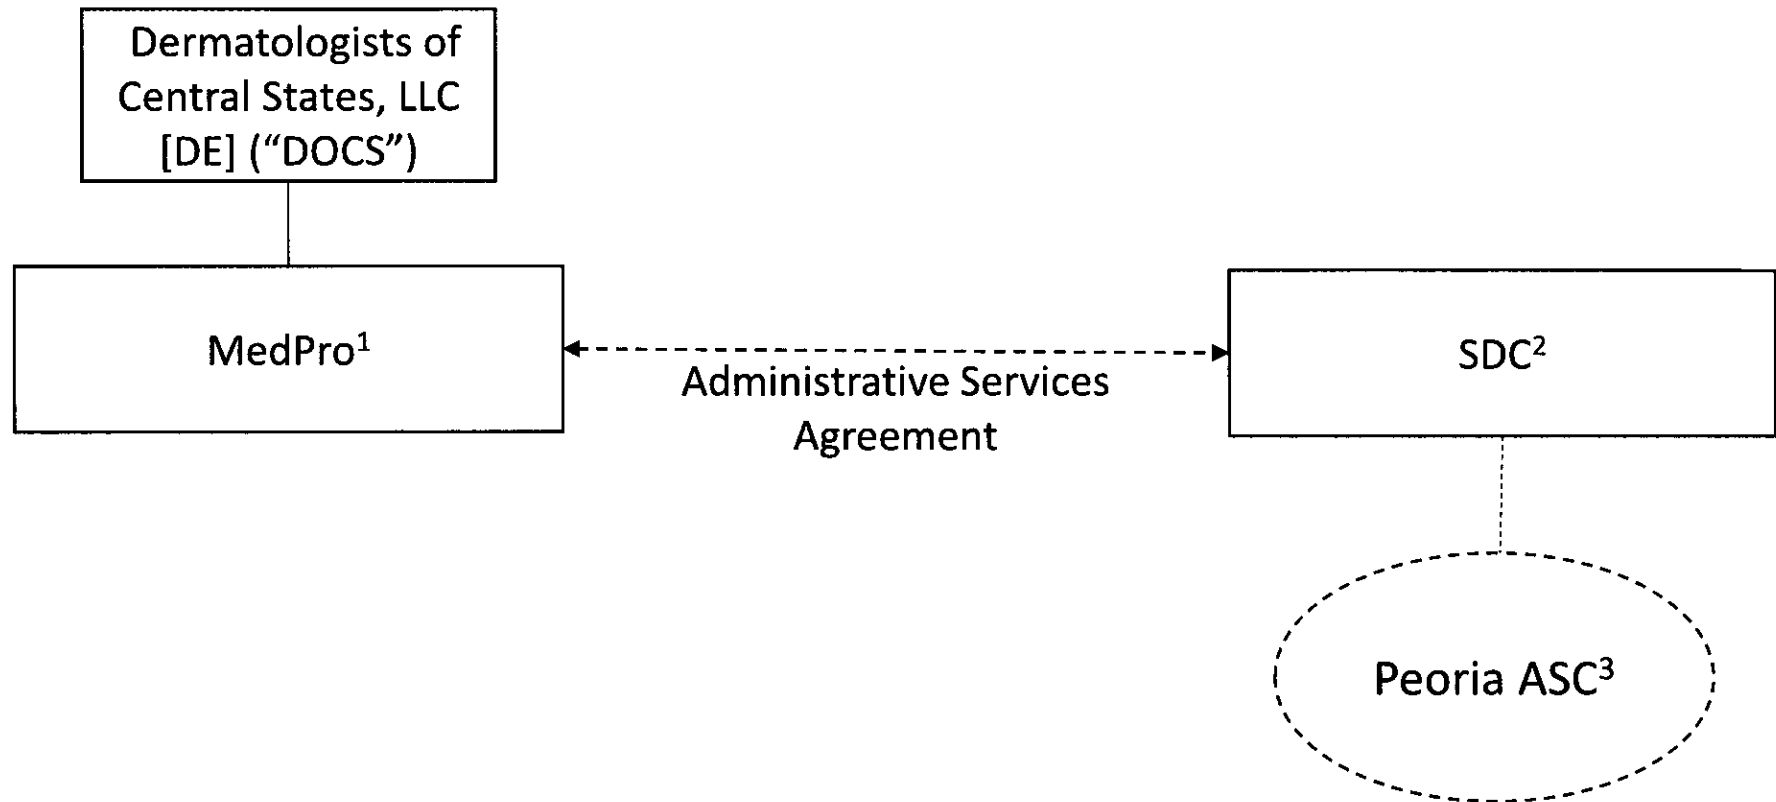 Dermatologists of
Central States, LLC
[DE] (“DOCS”)
MedPro¹
Administrative Services
Agreement
SDC²
Peoria ASC³